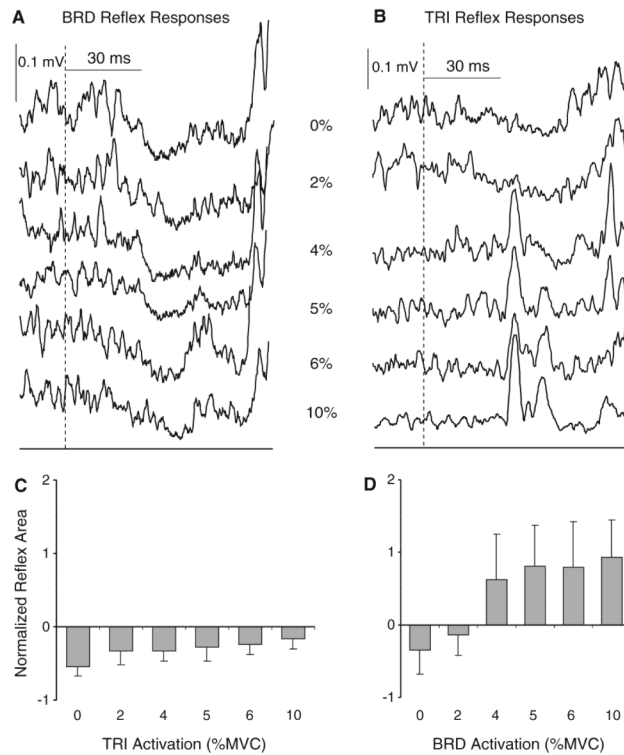 A BRD Reflex Responses
B TRI Reflex Responses
0.1 mV 30 ms
0.1 mV 30 ms
0%
2%
4%
5%
6%
10%
C
D
Normalized Reflex Area
2
1
0
-1
2
1
0
-1
0 2 4 5 6 10
0 2 4 5 6 10
TRI Activation (%MVC)
BRD Activation (%MVC)